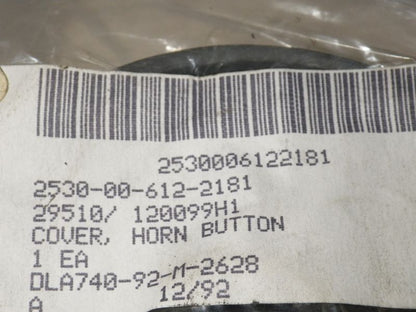 2530006122181
2530-00-612-2181
29510/ 120099H1
COVER, HORN BUTTON
1 EA
DLA740-92-M-2628
A 12/92